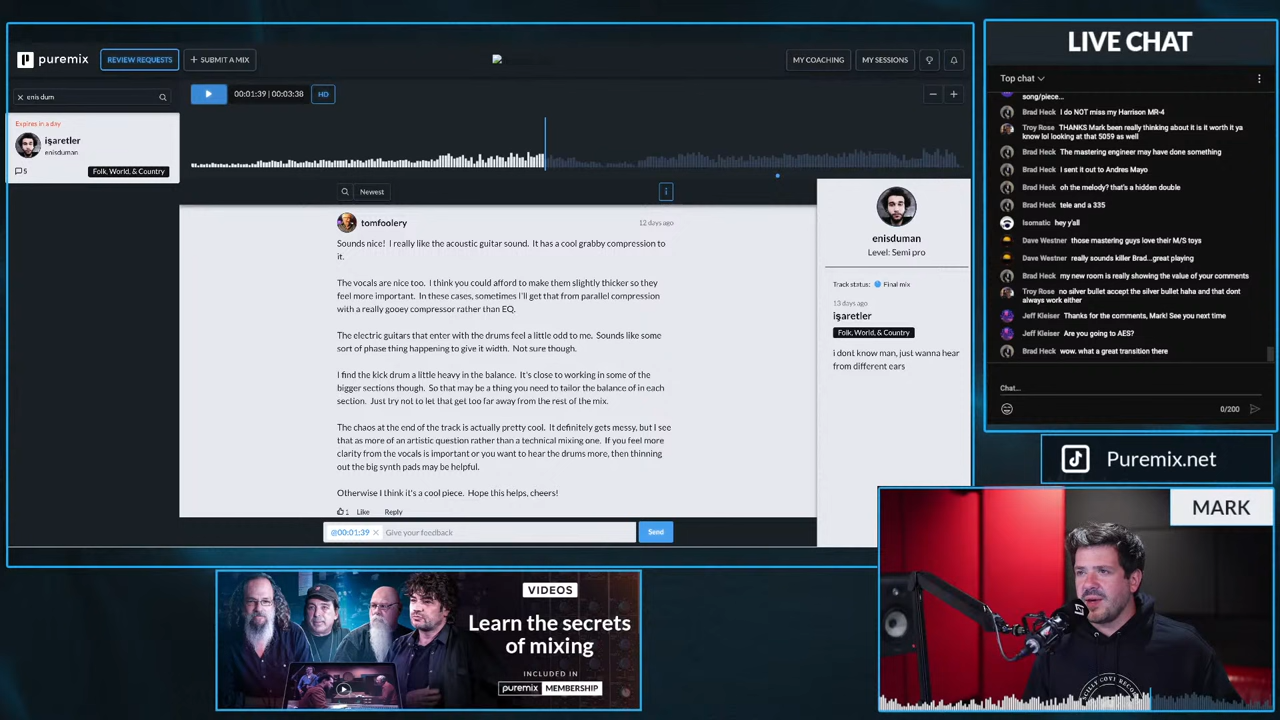 puremix
REVIEW REQUESTS
+ SUBMIT A MIX
MY COACHING
MY SESSIONS
enis dum
00:01:39 | 00:03:38
HD
Expires in a day
işaretler
enisduman
5
Folk, World, & Country
Newest
tomfoolery
12 days ago
Sounds nice! I really like the acoustic guitar sound. It has a cool grabby compression to
it.
The vocals are nice too. I think you could afford to make them slightly thicker so they
feel more important. In these cases, sometimes I'll get that from parallel compression
with a really gooey compressor rather than EQ.
The electric guitars that enter with the drums feel a little odd to me. Sounds like some
sort of phase thing happening to give it width. Not sure though.
I find the kick drum a little heavy in the balance. It's close to working in some of the
bigger sections though. So that may be a thing you need to tailor the balance of in each
section. Just try not to let that get too far away from the rest of the mix.
The chaos at the end of the track is actually pretty cool. It definitely gets messy, but I see
that as more of an artistic question rather than a technical mixing one. If you feel more
clarity from the vocals is important or you want to hear the drums more, then thinning
out the big synth pads may be helpful.
Otherwise I think it's a cool piece. Hope this helps, cheers!
1 Like Reply
@00:01:39 × Give your feedback
Send
enisduman
Level: Semi pro
Track status: Final mix
13 days ago
işaretler
Folk, World, & Country
i dont know man, just wanna hear
from different ears
LIVE CHAT
Top chat
song/piece...
Brad Heck I do NOT miss my Harrison MR-4
Troy Rose THANKS Mark been really thinking about it is it worth it ya
know lol looking at that 5059 as well
Brad Heck The mastering engineer may have done something
Brad Heck I sent it out to Andres Mayo
Brad Heck oh the melody? that's a hidden double
Brad Heck tele and a 335
Isomatic hey y'all
Dave Westner those mastering guys love their M/S toys
Dave Westner really sounds killer Brad...great playing
Brad Heck my new room is really showing the value of your comments
Troy Rose no silver bullet accept the silver bullet haha and that dont
always work either
Jeff Kleiser Thanks for the comments, Mark! See you next time
Jeff Kleiser Are you going to AES?
Brad Heck wow. what a great transition there
Chat...
0/200
Puremix.net
MARK
VIDEOS
Learn the secrets
of mixing
INCLUDED IN
puremix MEMBERSHIP